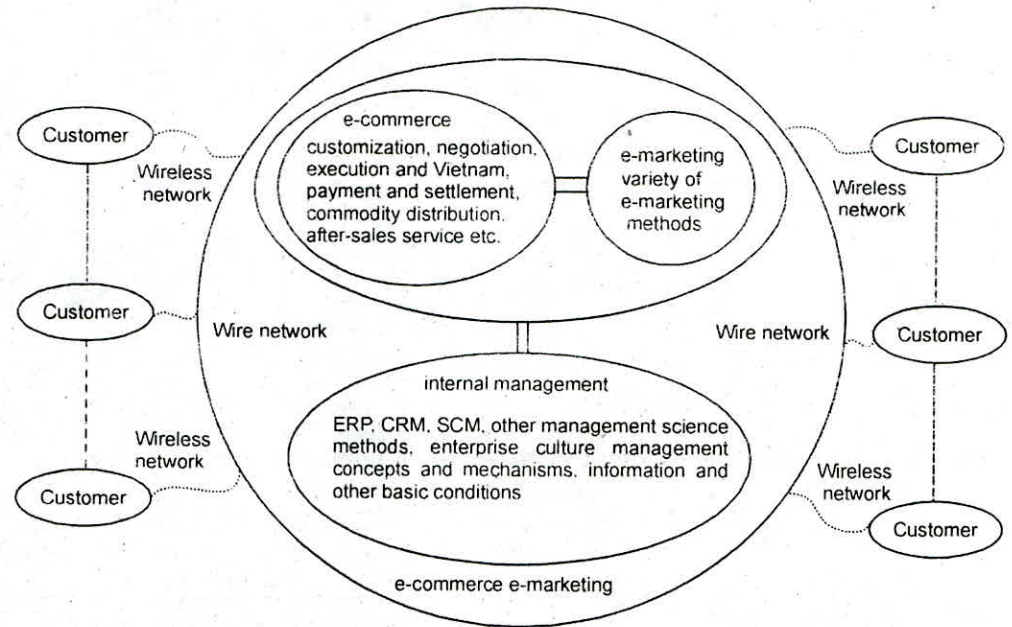 e-commerce
customization, negotiation,
execution and Vietnam,
payment and settlement,
commodity distribution,
after-sales service etc.
e-marketing
variety of
e-marketing
methods
Customer
Wireless
network
Customer
Wire network
Wireless
network
Customer
Customer
Wireless
network
Wire network
Customer
Wireless
network
Customer
internal management
ERP, CRM, SCM, other management science
methods, enterprise culture management
concepts and mechanisms, information and
other basic conditions
e-commerce e-marketing